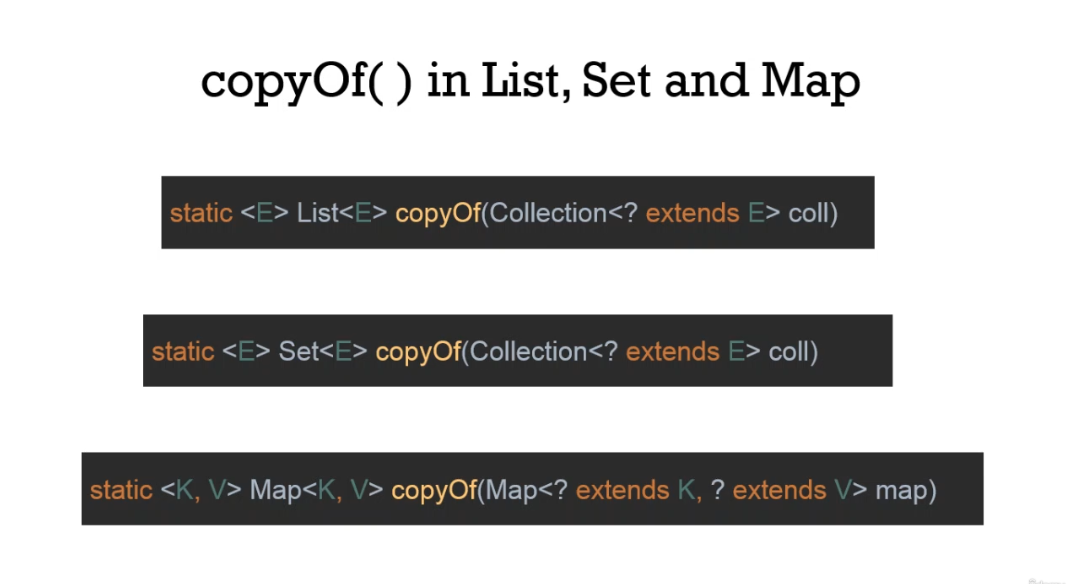 copyOf( ) in List, Set and Map
static <E> List<E> copyOf(Collection<? extends E> coll)
static <E> Set<E> copyOf(Collection<? extends E> coll)
static <K, V> Map<K, V> copyOf(Map<? extends K, ? extends V> map)